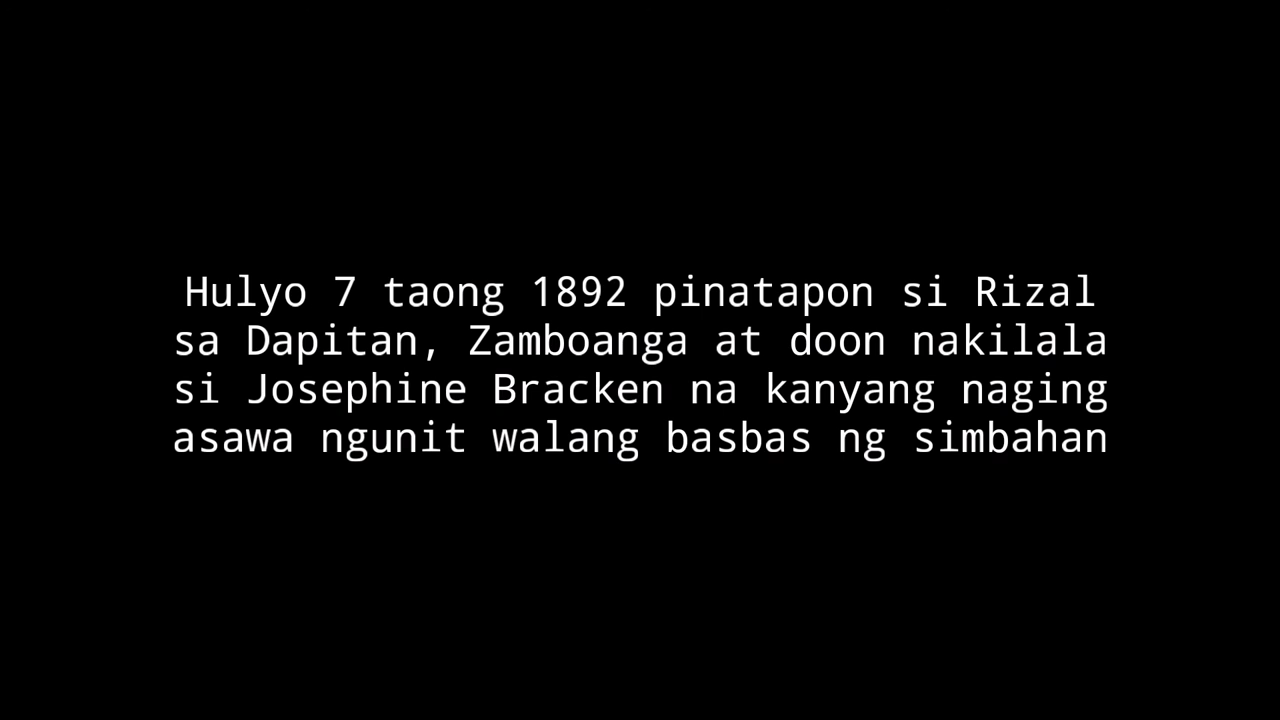 Hulyo 7 taong 1892 pinatapon si Rizal
sa Dapitan, Zamboanga at doon nakilala
si Josephine Bracken na kanyang naging
asawa ngunit walang basbas ng simbahan